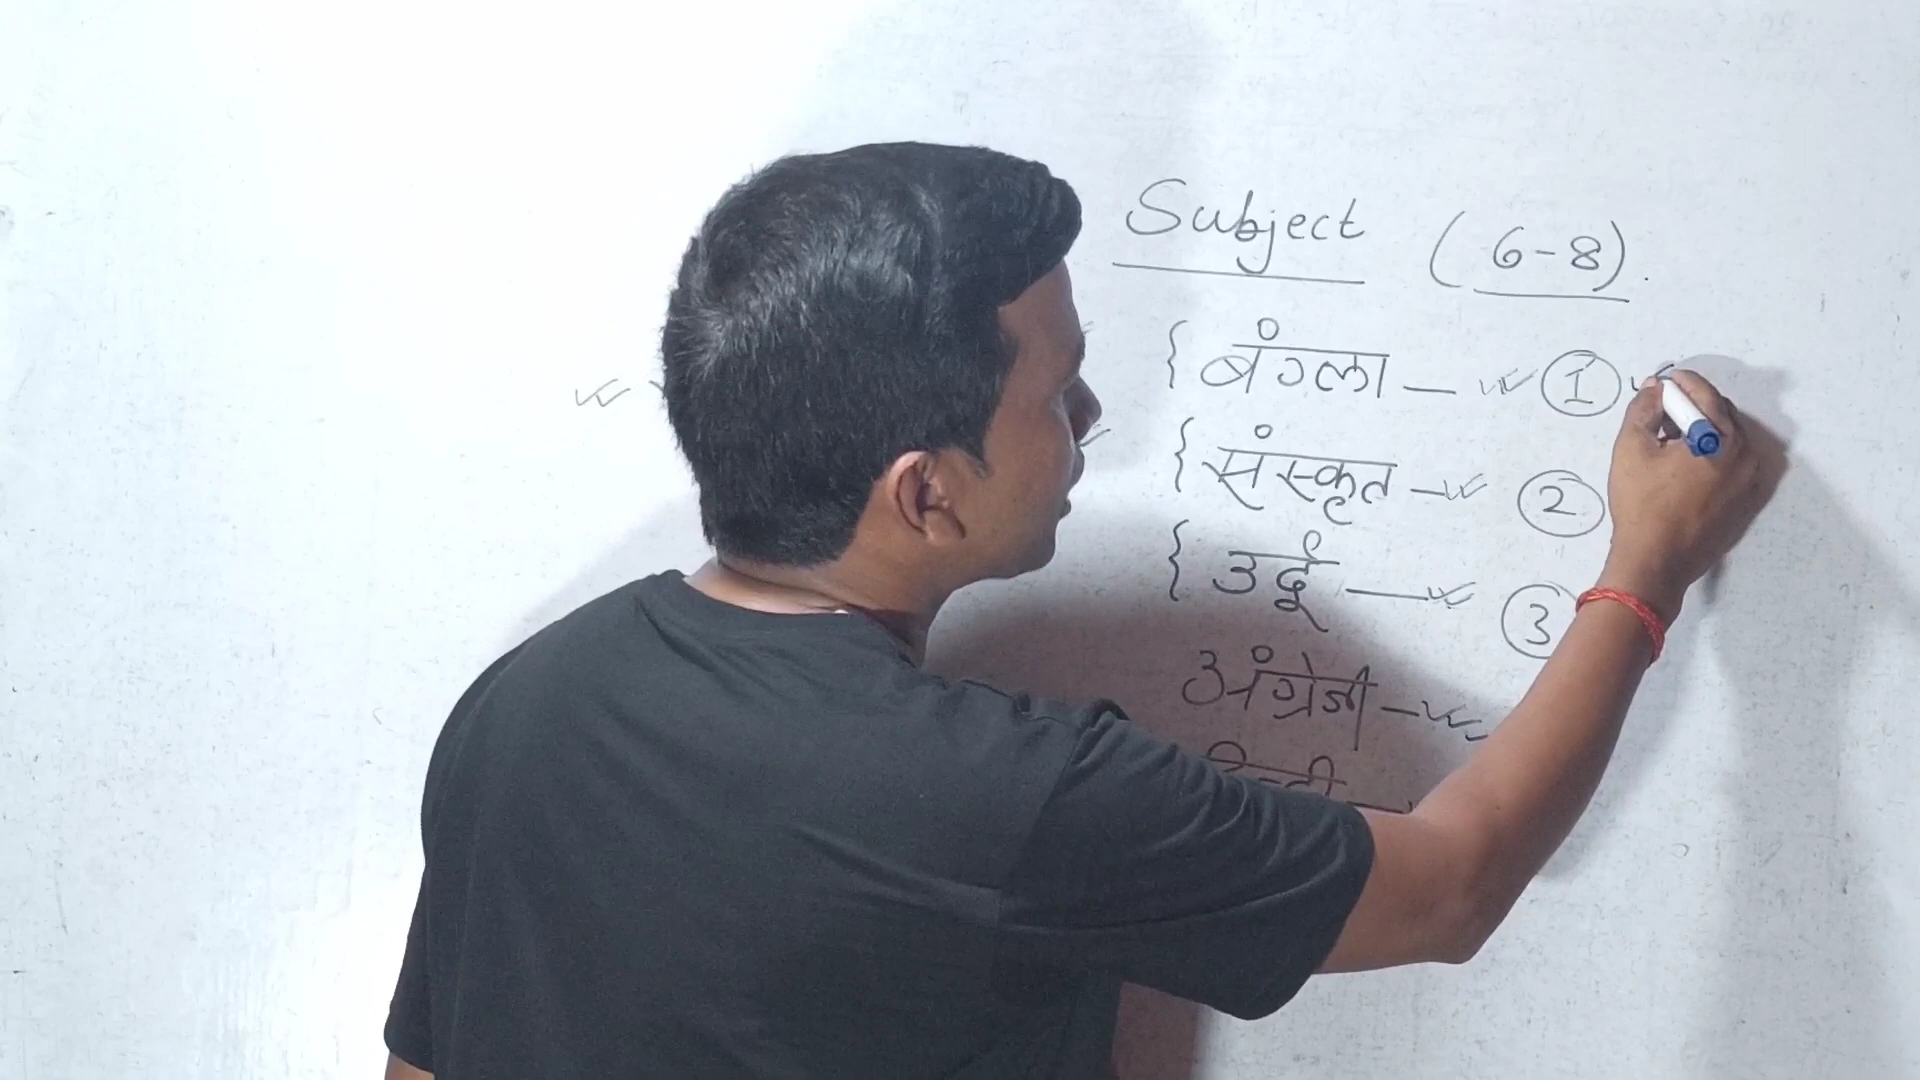 Subject (6-8).
{ बंगला — ①
{ संस्कृत — ②
{ उर्दू — ③
अंग्रेजी —